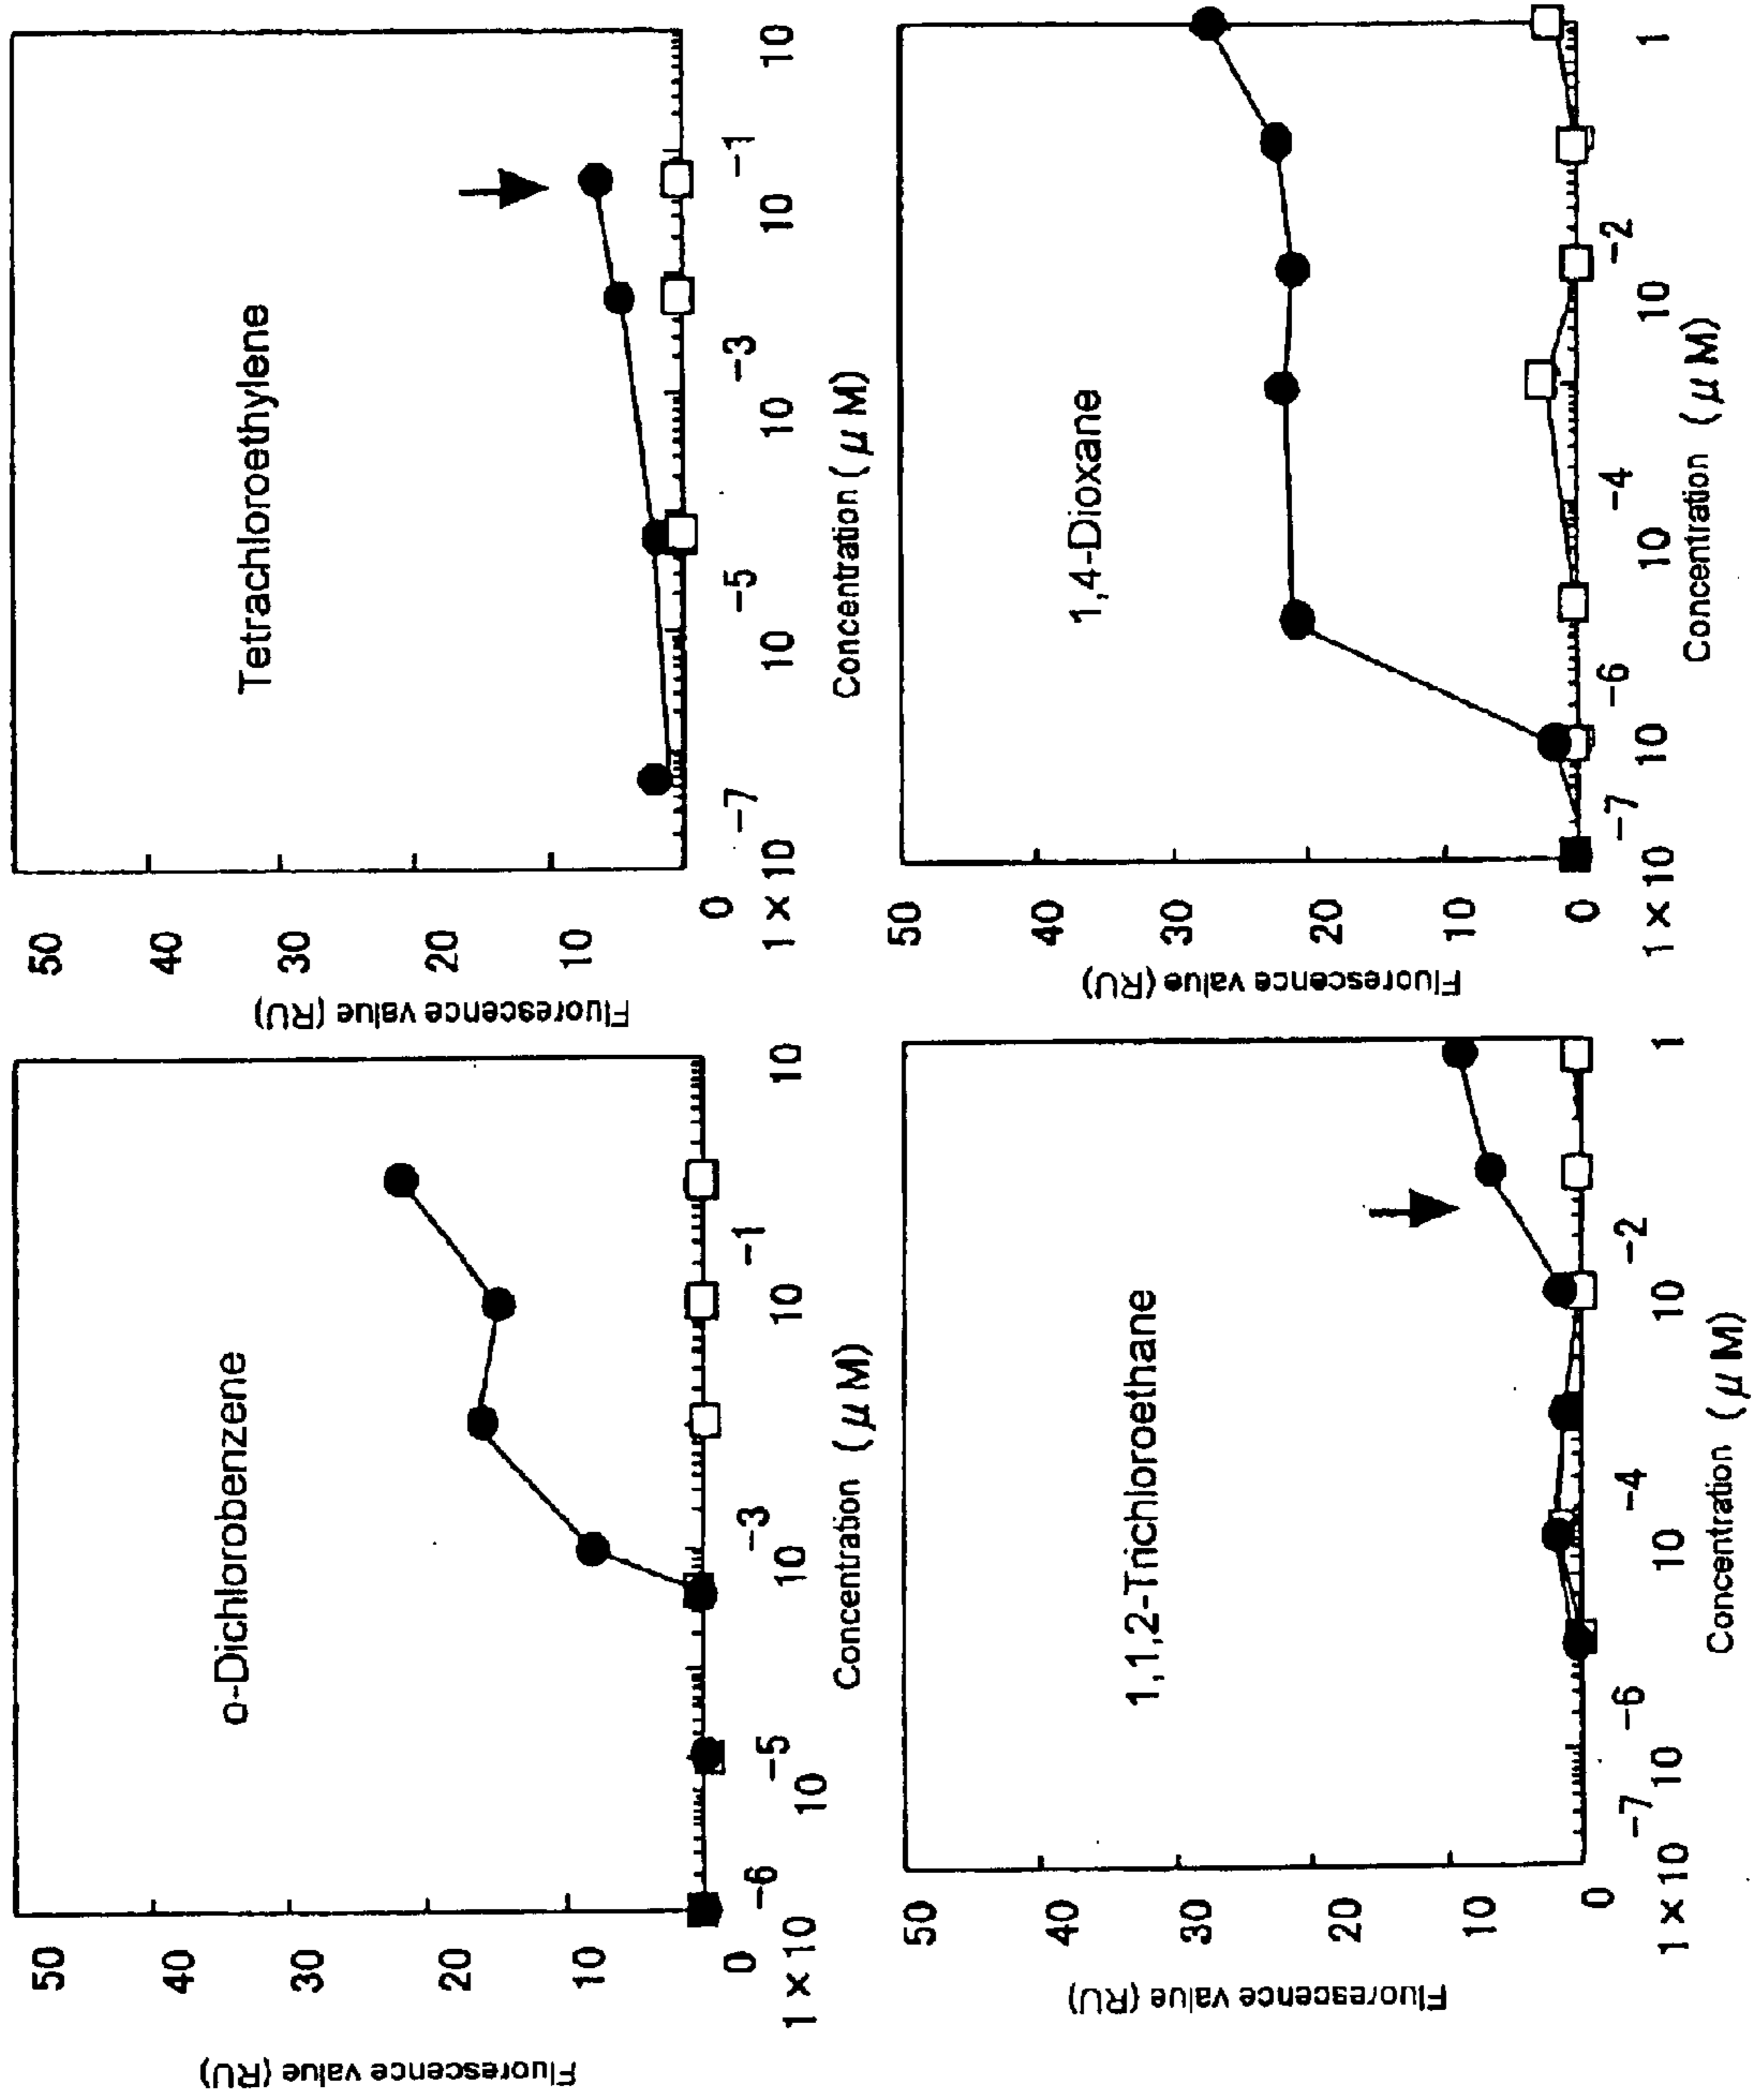 o-Dichlorobenzene
Fluorescence value (RU)
50
40
30
20
10
0
1 × 10 -6
10 -5
10 -3
10 -1
10
Concentration (μM)
Tetrachloroethylene
Fluorescence value (RU)
50
40
30
20
10
0
1 × 10 -7
10 -5
10 -3
10 -1
10
Concentration (μM)
1,1,2-Trichloroethane
Fluorescence value (RU)
50
40
30
20
10
0
1 × 10 -7
10 -6
10 -4
10 -2
1
Concentration (μM)
1,4-Dioxane
Fluorescence value (RU)
50
40
30
20
10
0
1 × 10 -7
10 -6
10 -4
10 -2
1
Concentration (μM)